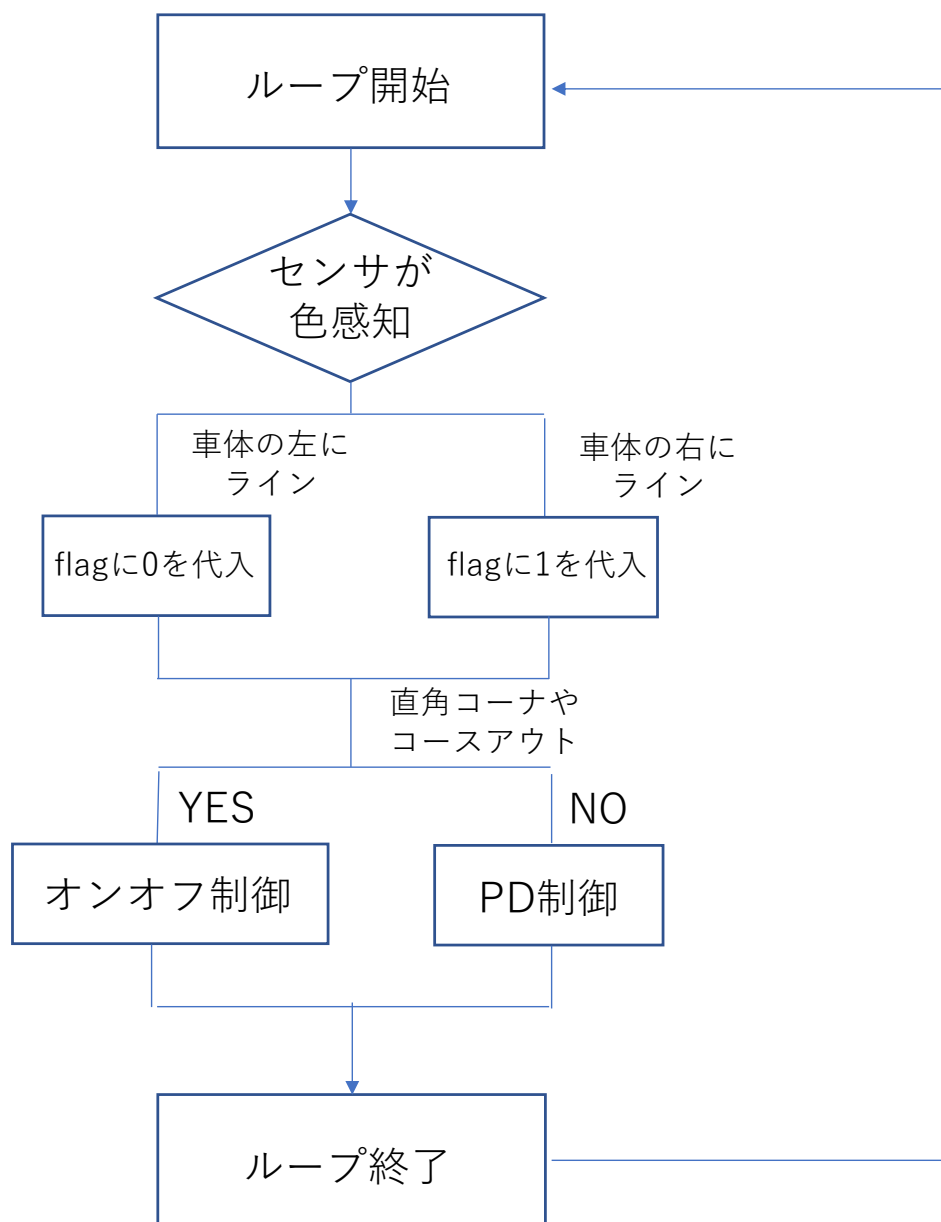 ループ開始
センサが
色感知
車体の左に
ライン
車体の右に
ライン
flagに0を代入
flagに1を代入
直角コーナや
コースアウト
YES
NO
オンオフ制御
PD制御
ループ終了